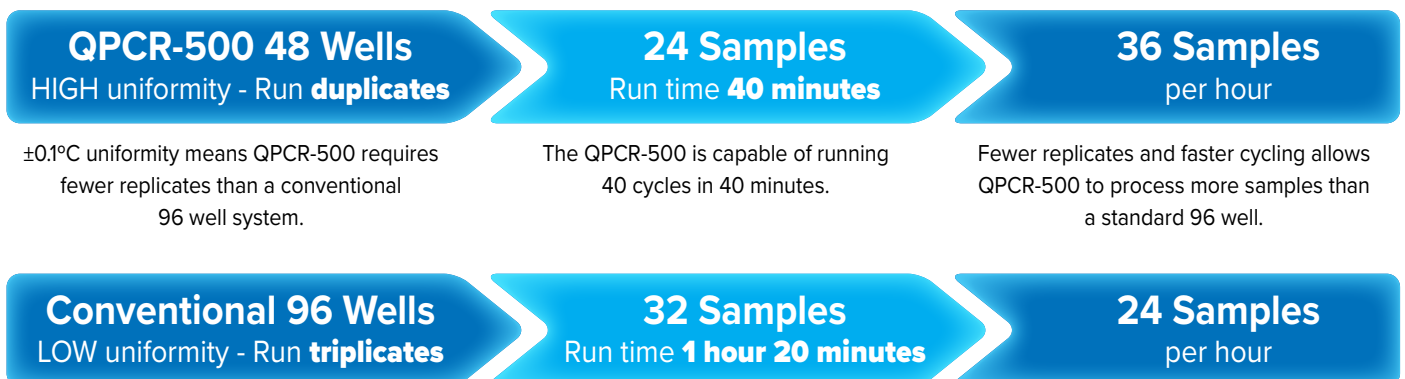 QPCR-500 48 Wells
HIGH uniformity - Run duplicates
24 Samples
Run time 40 minutes
36 Samples
per hour
±0.1ºC uniformity means QPCR-500 requires
fewer replicates than a conventional
96 well system.
The QPCR-500 is capable of running
40 cycles in 40 minutes.
Fewer replicates and faster cycling allows
QPCR-500 to process more samples than
a standard 96 well.
Conventional 96 Wells
LOW uniformity - Run triplicates
32 Samples
Run time 1 hour 20 minutes
24 Samples
per hour